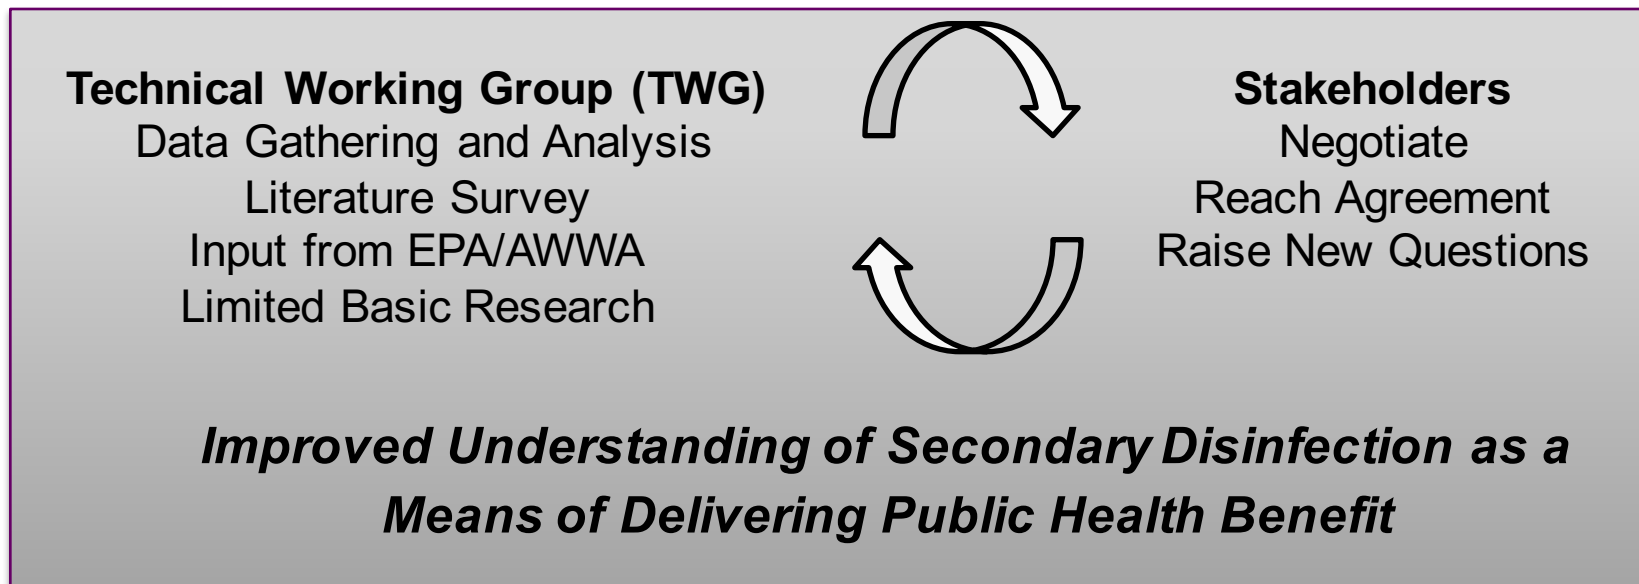 Technical Working Group (TWG)
Data Gathering and Analysis
Literature Survey
Input from EPA/AWWA
Limited Basic Research
Stakeholders
Negotiate
Reach Agreement
Raise New Questions
Improved Understanding of Secondary Disinfection as a
Means of Delivering Public Health Benefit